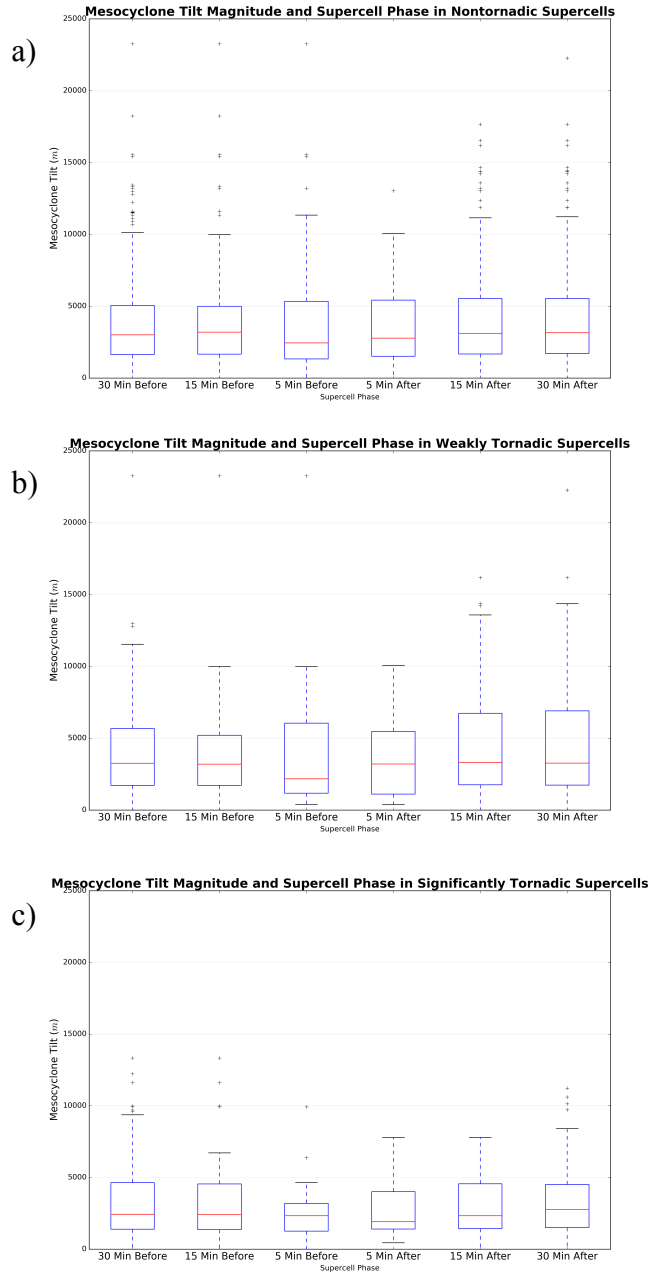 a)
Mesocyclone Tilt Magnitude and Supercell Phase in Nontornadic Supercells
25000
20000
15000
10000
5000
0
Mesocyclone Tilt (m)
30 Min Before 15 Min Before 5 Min Before 5 Min After 15 Min After 30 Min After
Supercell Phase
b)
Mesocyclone Tilt Magnitude and Supercell Phase in Weakly Tornadic Supercells
25000
20000
15000
10000
5000
0
Mesocyclone Tilt (m)
30 Min Before 15 Min Before 5 Min Before 5 Min After 15 Min After 30 Min After
Supercell Phase
c)
Mesocyclone Tilt Magnitude and Supercell Phase in Significantly Tornadic Supercells
25000
20000
15000
10000
5000
0
Mesocyclone Tilt (m)
30 Min Before 15 Min Before 5 Min Before 5 Min After 15 Min After 30 Min After
Supercell Phase